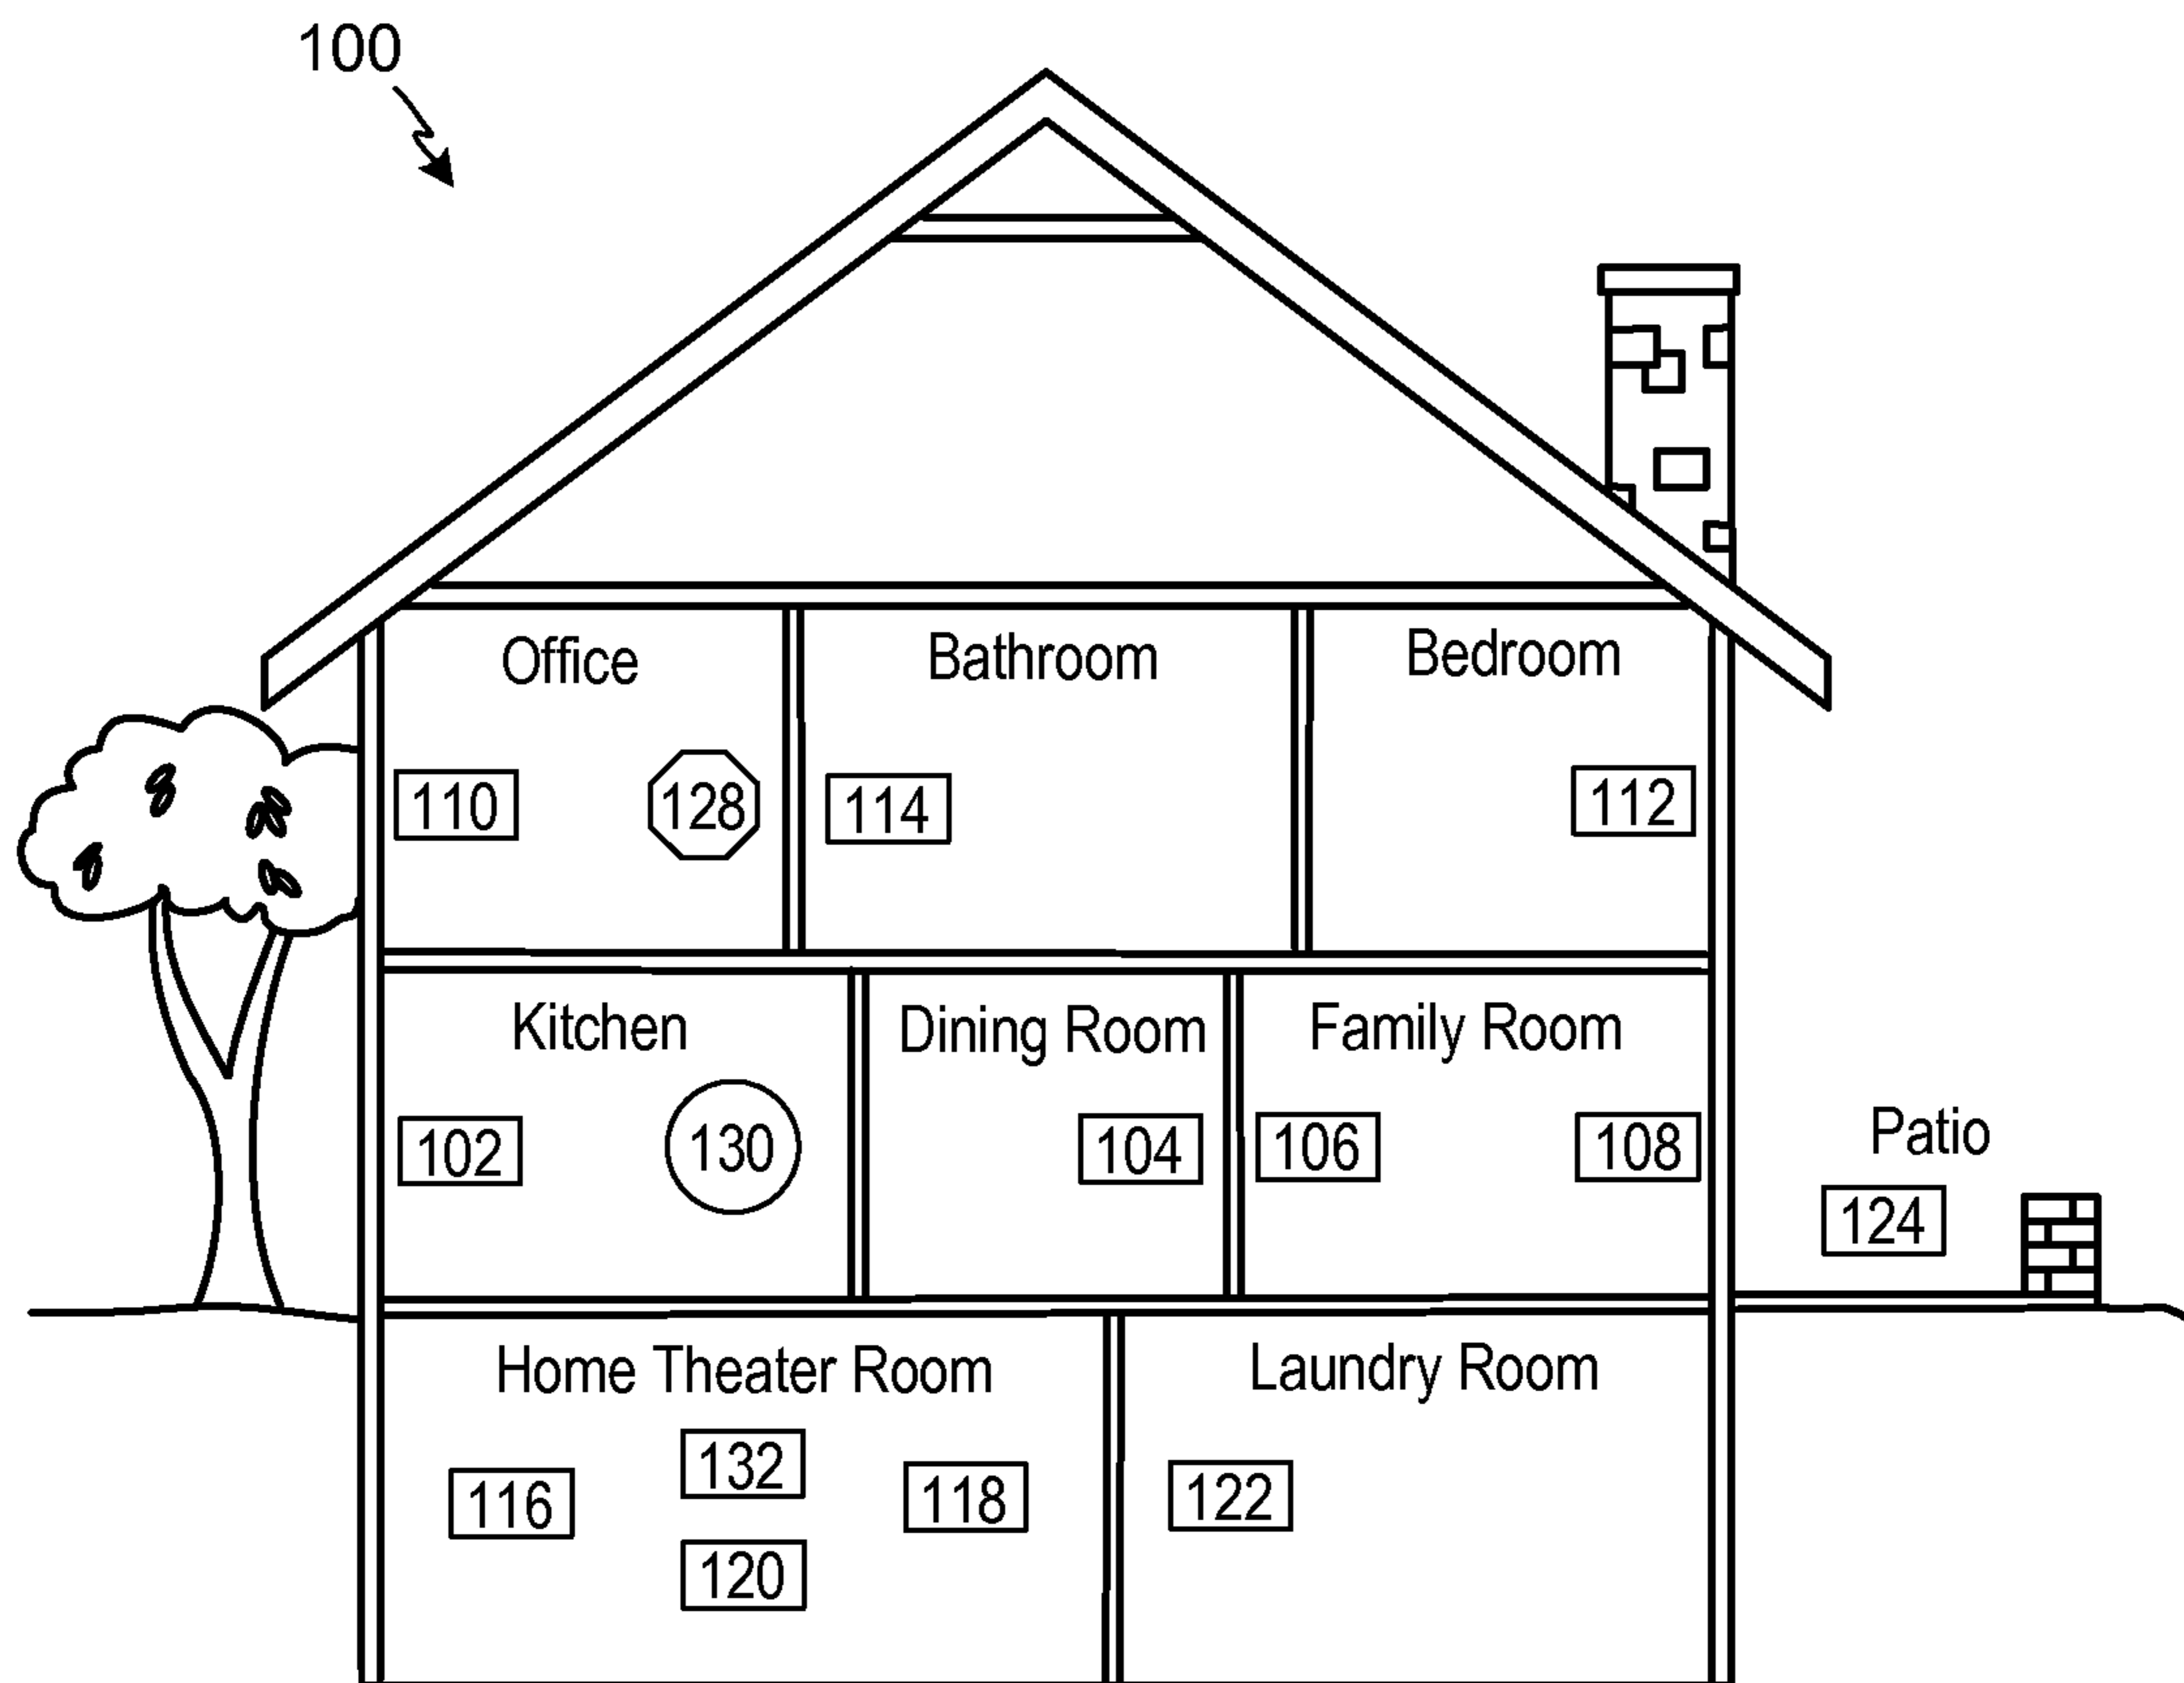 100
Office
Bathroom
Bedroom
110
128
114
112
Kitchen
Dining Room
Family Room
102
130
104
106
108
Patio
124
Home Theater Room
Laundry Room
116
132
118
120
122